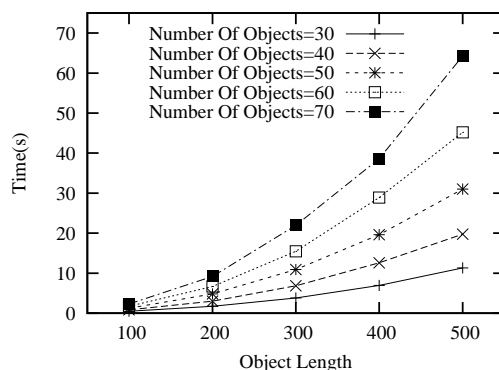 70
60
50
40
30
20
10
0
Time(s)
Number Of Objects=30
Number Of Objects=40
Number Of Objects=50
Number Of Objects=60
Number Of Objects=70
100 200 300 400 500
Object Length